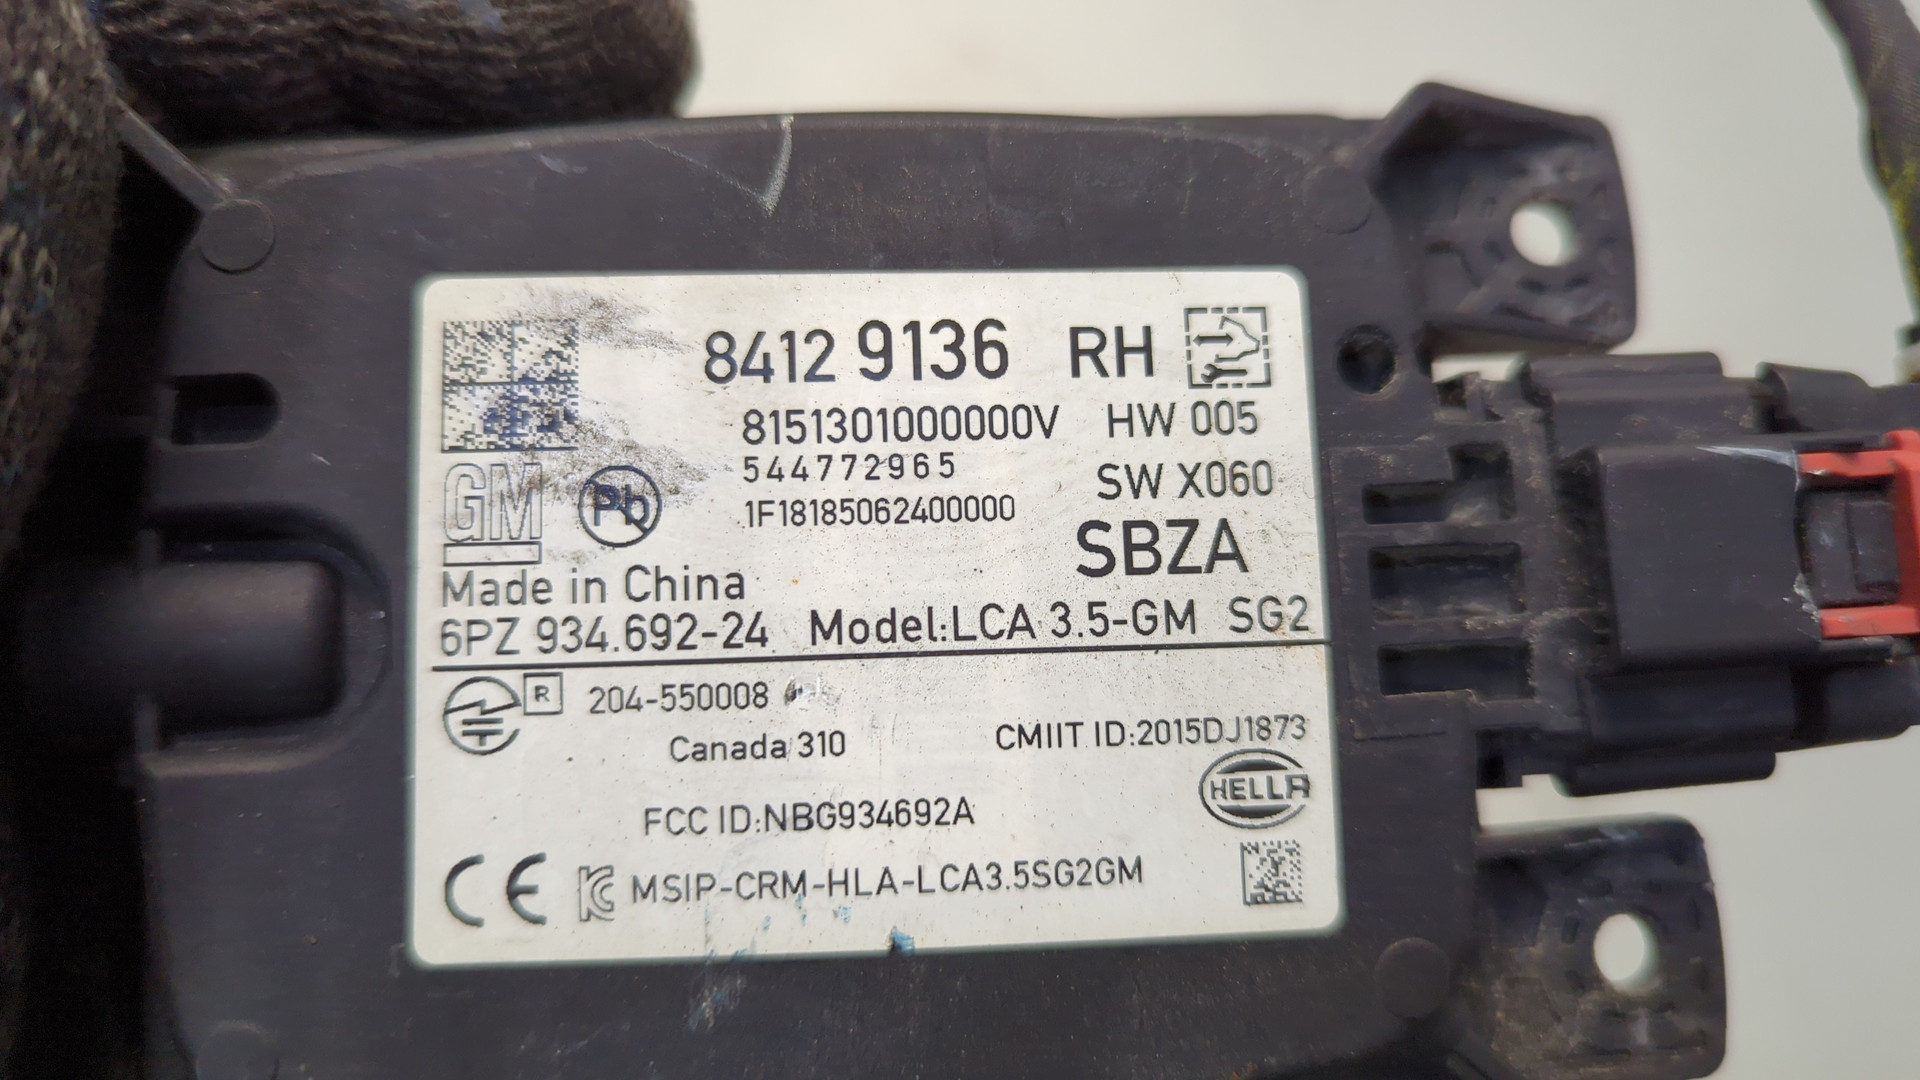 8412 9136 RH
8151301000000V HW 005
544772965
SW X060
1F18185062400000
GM Pb
SBZA
Made in China
6PZ 934.692-24 Model:LCA 3.5-GM SG2
R 204-550008
Canada 310
CMIIT ID:2015DJ1873
HELLA
FCC ID:NBG934692A
CE MSIP-CRM-HLA-LCA3.5SG2GM